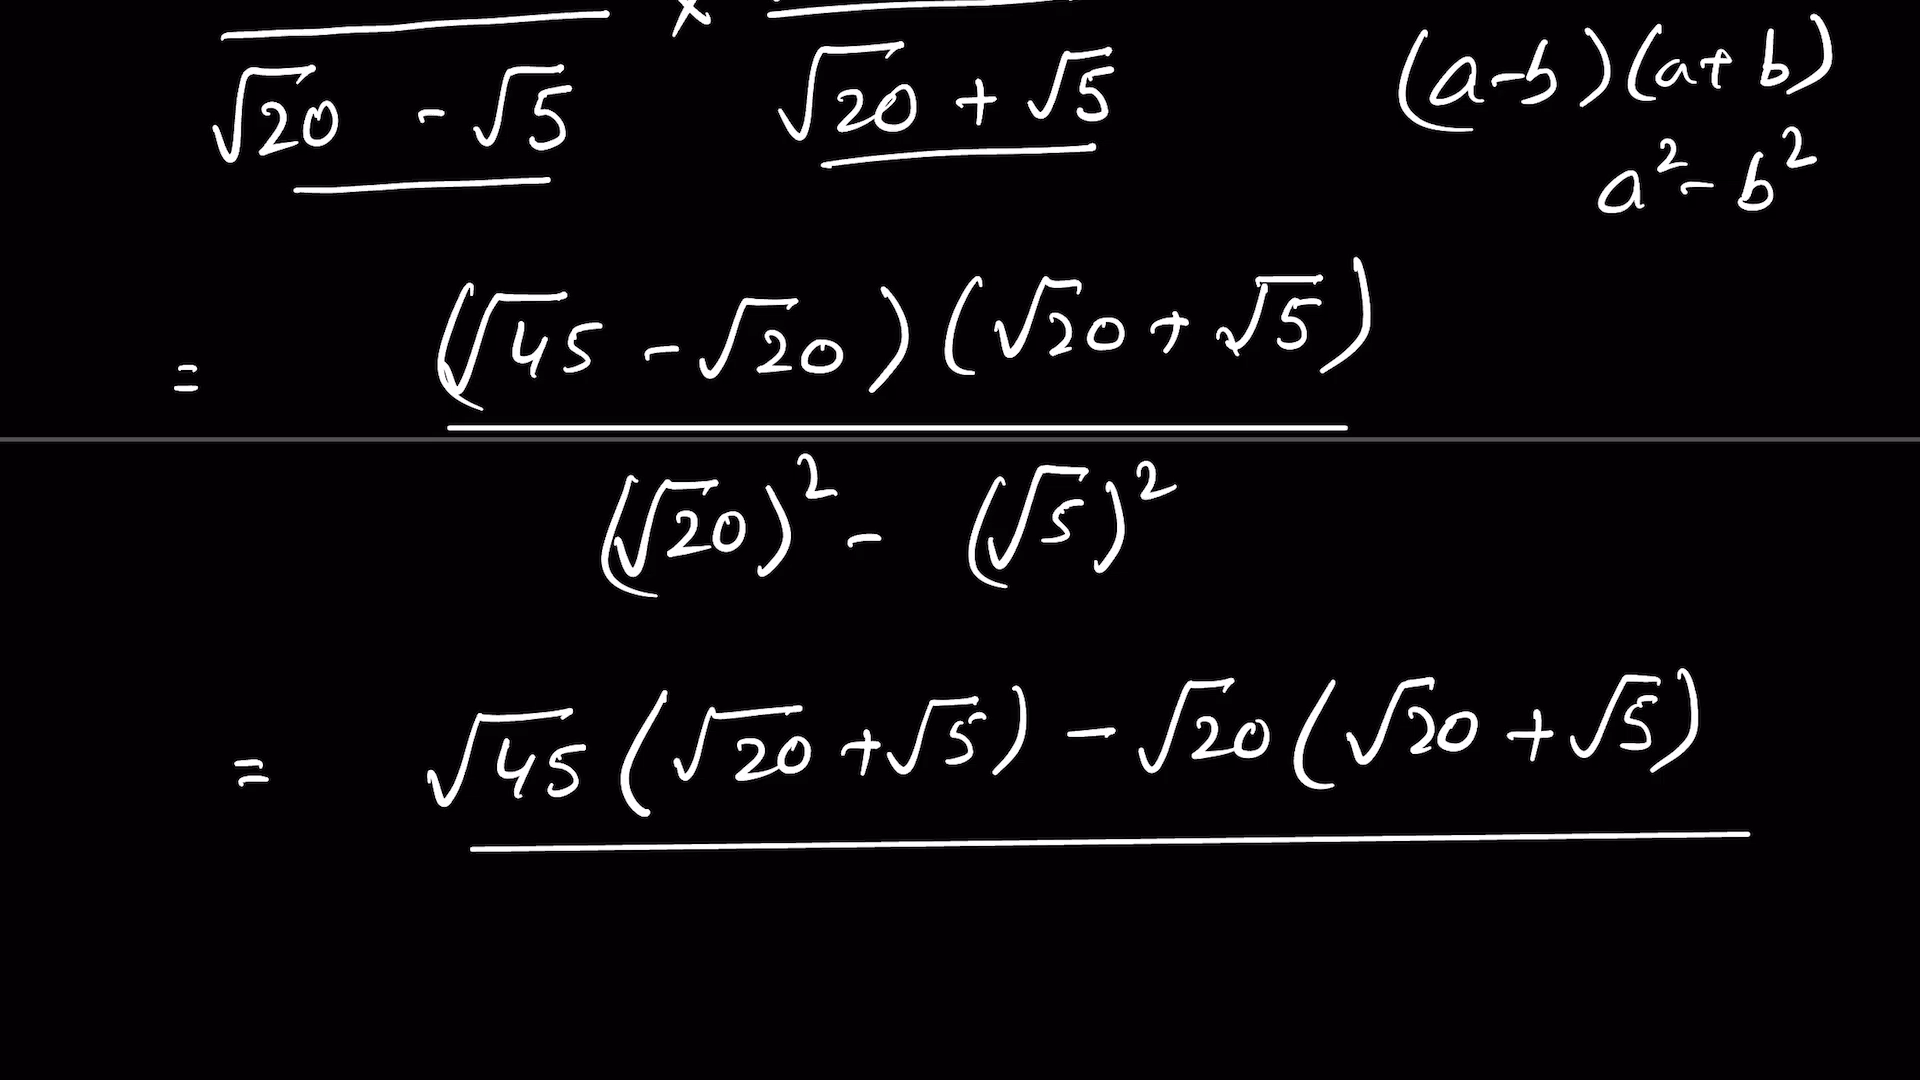 ×
√20 - √5   √20 + √5
(a-b)(a+b)
a² - b²
= (√45 - √20)(√20 + √5)
(√20)² - (√5)²
= √45(√20 + √5) - √20(√20 + √5)